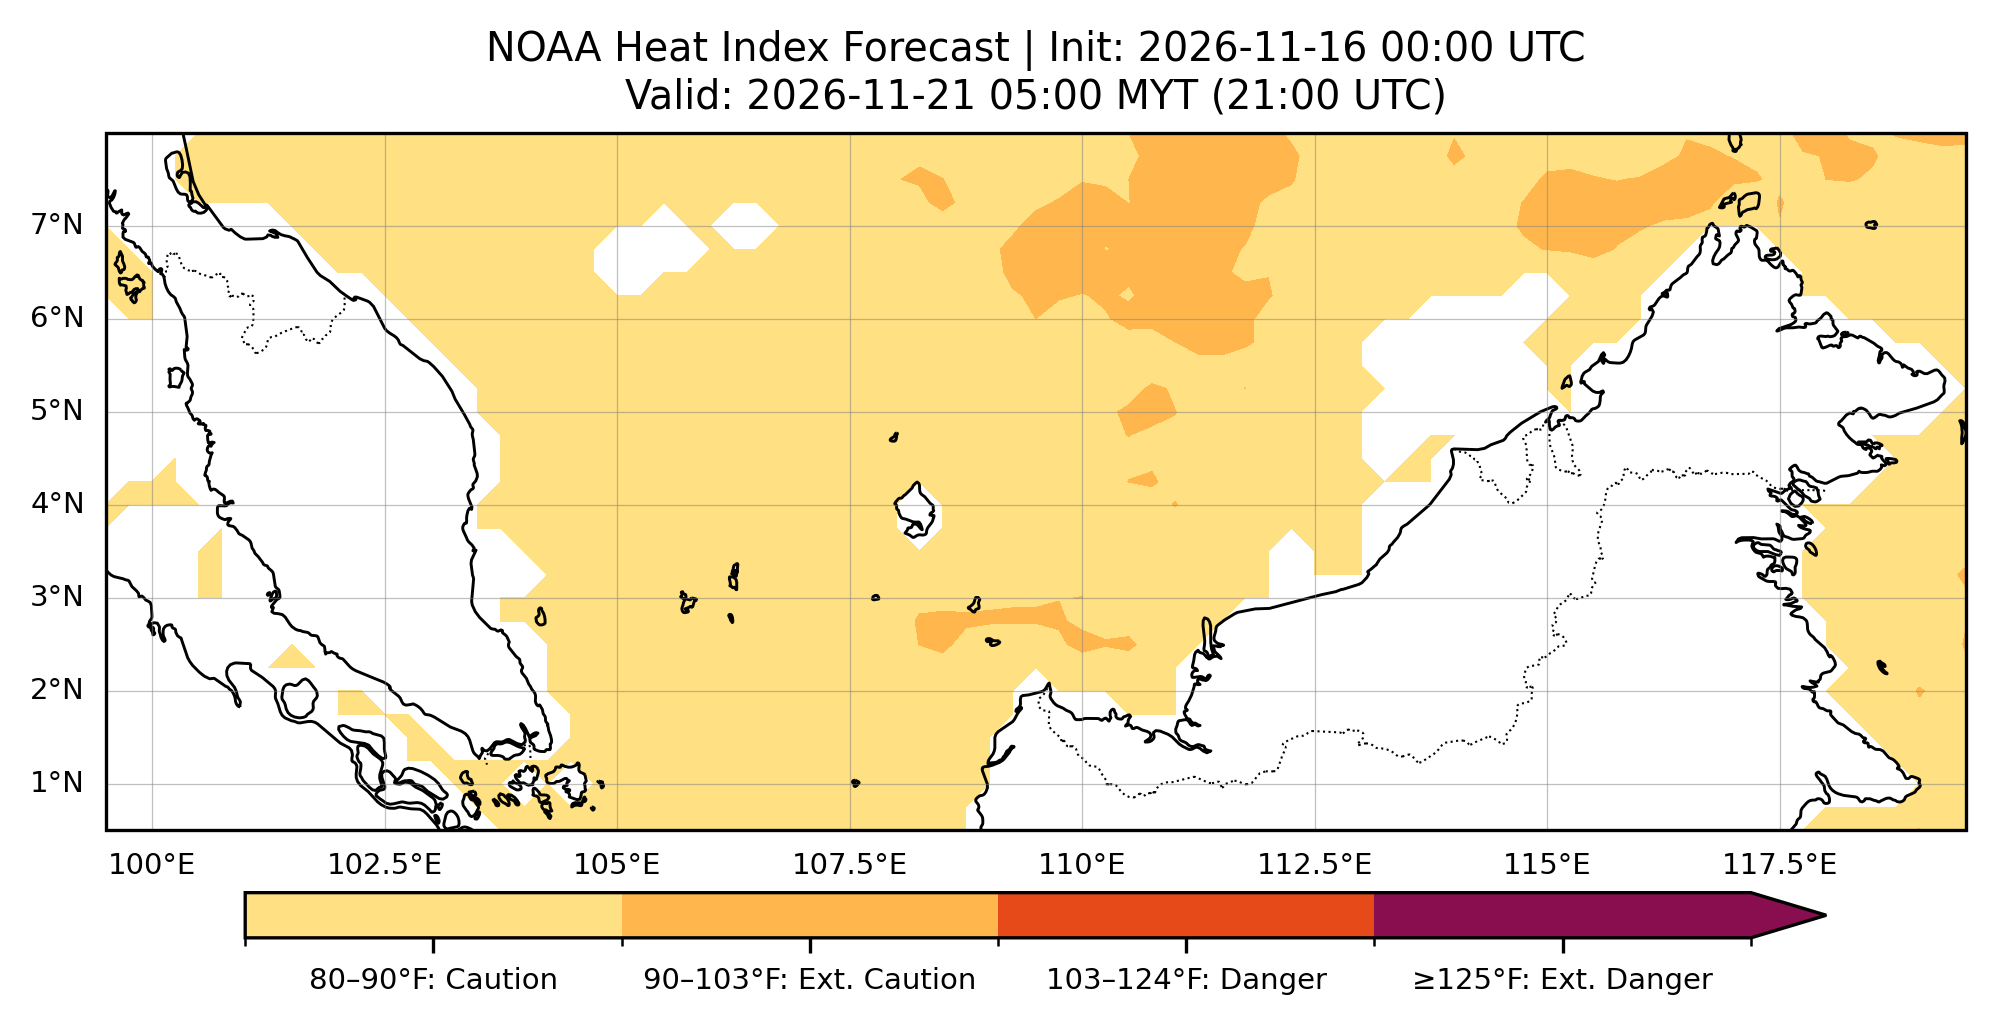 NOAA Heat Index Forecast | Init: 2026-11-16 00:00 UTC
Valid: 2026-11-21 05:00 MYT (21:00 UTC)
7°N
6°N
5°N
4°N
3°N
2°N
1°N
100°E 102.5°E 105°E 107.5°E 110°E 112.5°E 115°E 117.5°E
80–90°F: Caution 90–103°F: Ext. Caution 103–124°F: Danger ≥125°F: Ext. Danger